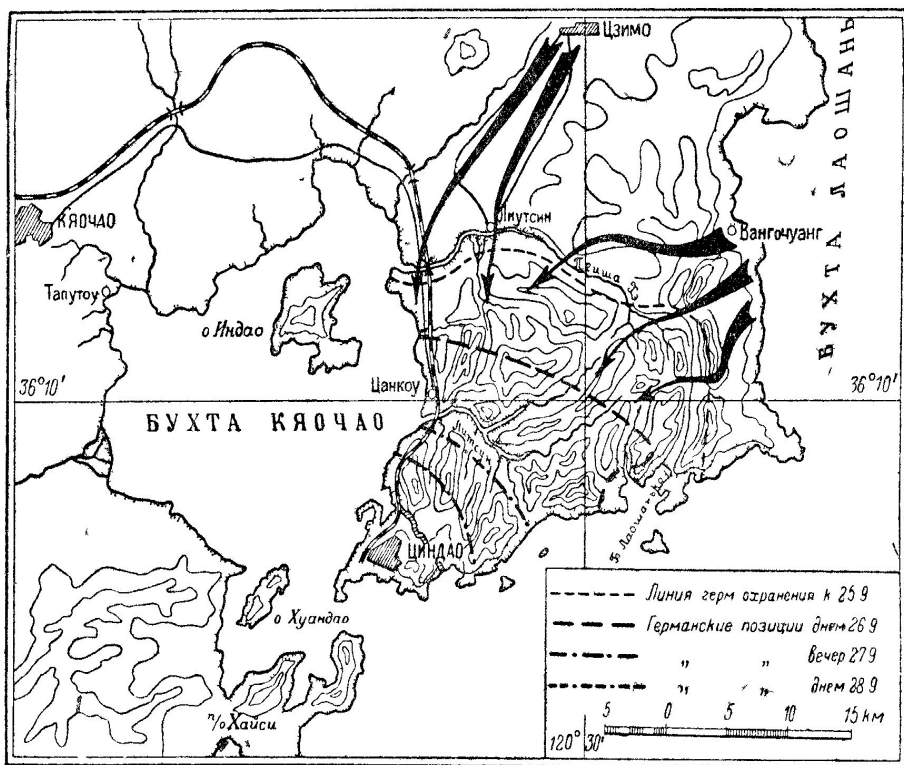 ЦЗИМО
БУХТА ЛАОШАНЬ
КЯОЧАО
Вангочуанг
Тапутоу
о Индао
36°10'
36°10'
Цанкоу
БУХТА КЯОЧАО
ЦИНДАО
о Хуандао
п/о Хайси
Линия герм охранения к 25 9
Германские позиции днем 26 9
" " вечер 27 9
" " днем 28 9
5 0 5 10 15 км
120° 30'